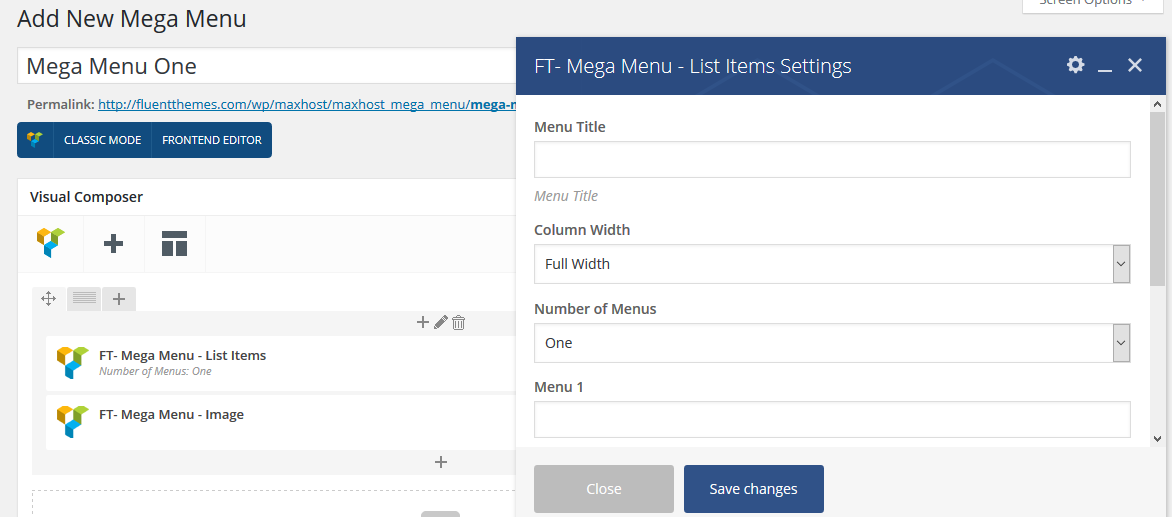 Screen Options
Add New Mega Menu
Mega Menu One
Permalink: http://fluentthemes.com/wp/maxhost/maxhost_mega_menu/mega-m
CLASSIC MODE
FRONTEND EDITOR
Visual Composer
FT- Mega Menu - List Items
Number of Menus: One
FT- Mega Menu - Image
FT- Mega Menu - List Items Settings
Menu Title
Menu Title
Column Width
Full Width
Number of Menus
One
Menu 1
Close
Save changes